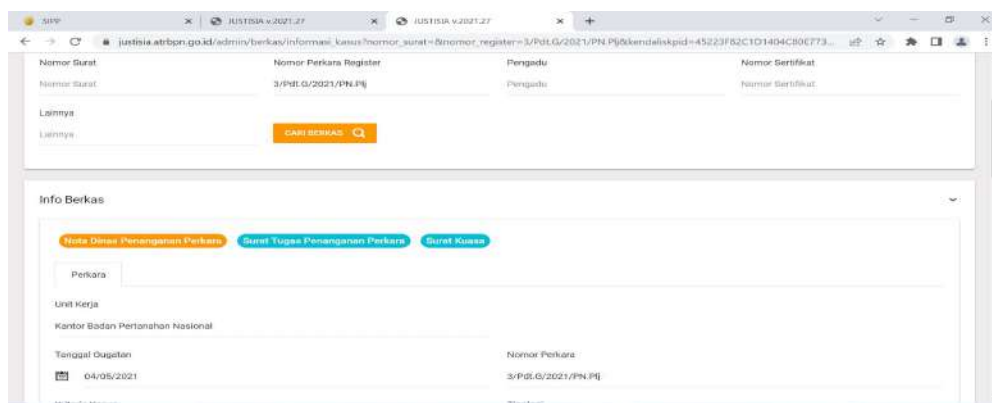 SIPP
JUSTISIA v.2021.27
JUSTISIA v.2021.27
justisia.atrbpn.go.id/admin/berkas/informasi_kasus?nomor_surat=&nomor_register=3/Pdt.G/2021/PN.Plj&kendaliskpid=
Nomor Surat Nomor Perkara Register Pengadu Nomor Sertifikat
Nomor Surat 3/Pdt.G/2021/PN.Plj Pengadu Nomor Sertifikat
Lainnya
Lainnya CARI BERKAS
Info Berkas
Nota Dinas Penanganan Perkara Surat Tugas Penanganan Perkara Surat Kuasa
Perkara
Unit Kerja
Kantor Badan Pertanahan Nasional
Tanggal Gugatan Nomor Perkara
04/05/2021 3/Pdt.G/2021/PN.Plj